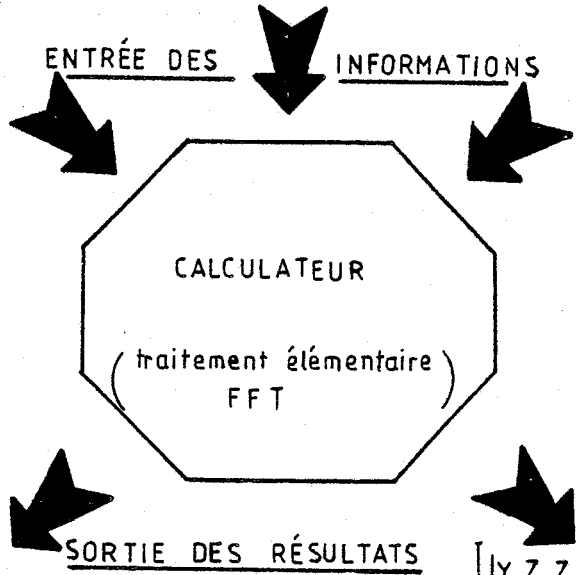 ENTRÉE DES INFORMATIONS
CALCULATEUR
(traitement élémentaire
FFT)
SORTIE DES RÉSULTATS